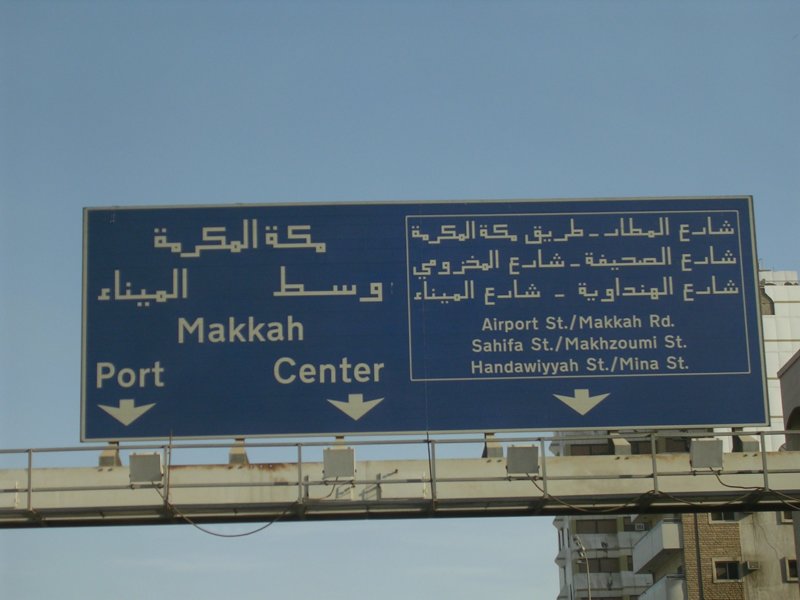 مكة المكرمة
الميناء وسط
Makkah
Port Center
شارع المطار - طريق مكة المكرمة
شارع الصحيفة - شارع المخزومي
شارع الهنداوية - شارع الميناء
Airport St./Makkah Rd.
Sahifa St./Makhzoumi St.
Handawiyyah St./Mina St.